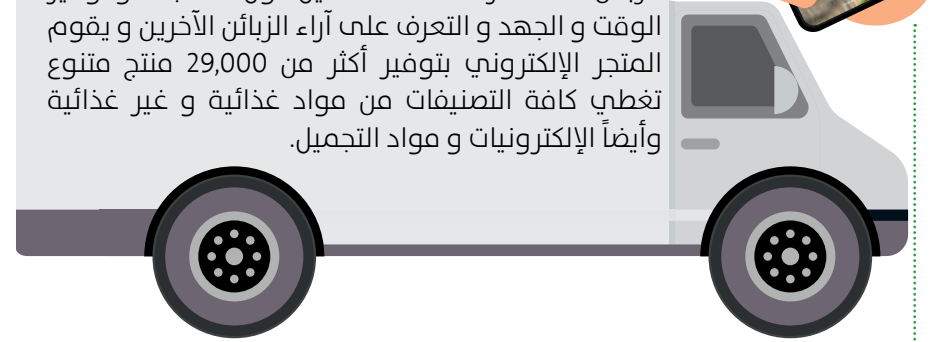 الوقت و الجهد و التعرف على آراء الزبائن الآخرين و يقوم
المتجر الإلكتروني بتوفير أكثر من 29,000 منتج متنوع
تغطي كافة التصنيفات من مواد غذائية و غير غذائية
وأيضاً الإلكترونيات و مواد التجميل.